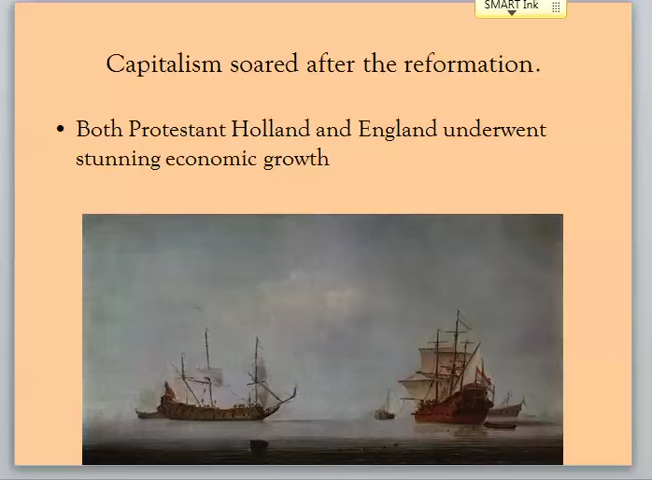 SMART Ink
Capitalism soared after the reformation.
• Both Protestant Holland and England underwent
stunning economic growth